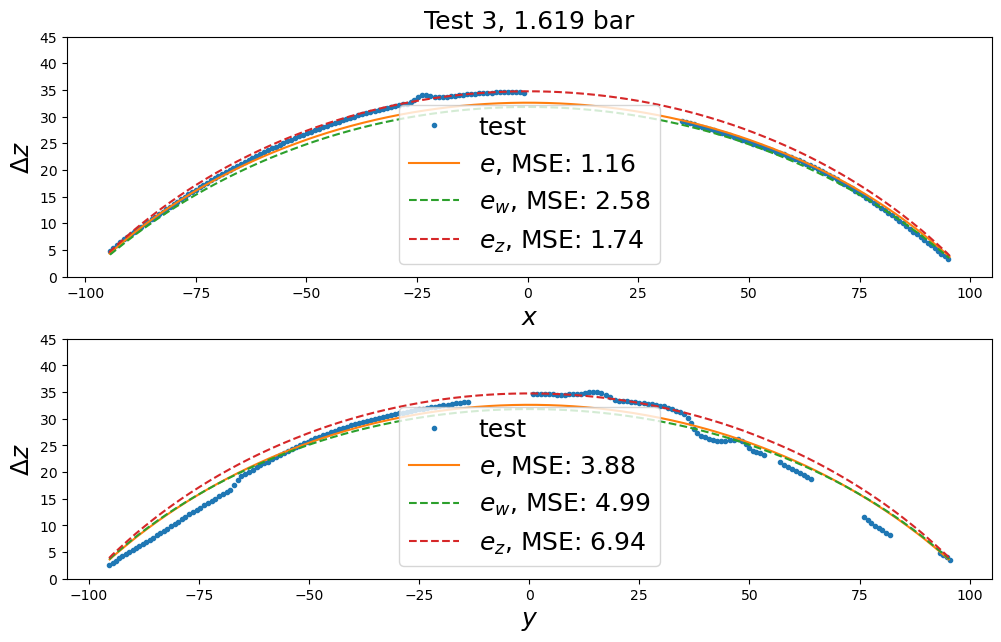 Test 3, 1.619 bar
45
40
35
30
25
20
15
10
5
0
Δz
test
e, MSE: 1.16
e_w, MSE: 2.58
e_z, MSE: 1.74
−100 −75 −50 −25 0 25 50 75 100
x
45
40
35
30
25
20
15
10
5
0
Δz
test
e, MSE: 3.88
e_w, MSE: 4.99
e_z, MSE: 6.94
−100 −75 −50 −25 0 25 50 75 100
y